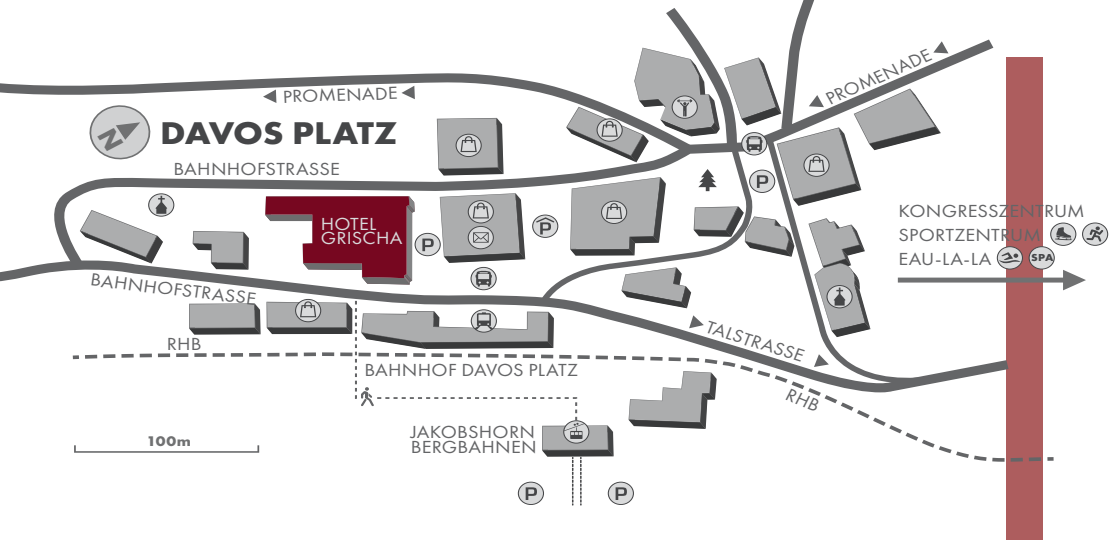 PROMENADE
PROMENADE
N
DAVOS PLATZ
BAHNHOFSTRASSE
P
HOTEL
GRISCHA
P
P
KONGRESSZENTRUM
SPORTZENTRUM
EAU-LA-LA
SPA
BAHNHOFSTRASSE
TALSTRASSE
RHB
BAHNHOF DAVOS PLATZ
RHB
JAKOBSHORN
BERGBAHNEN
100m
P
P